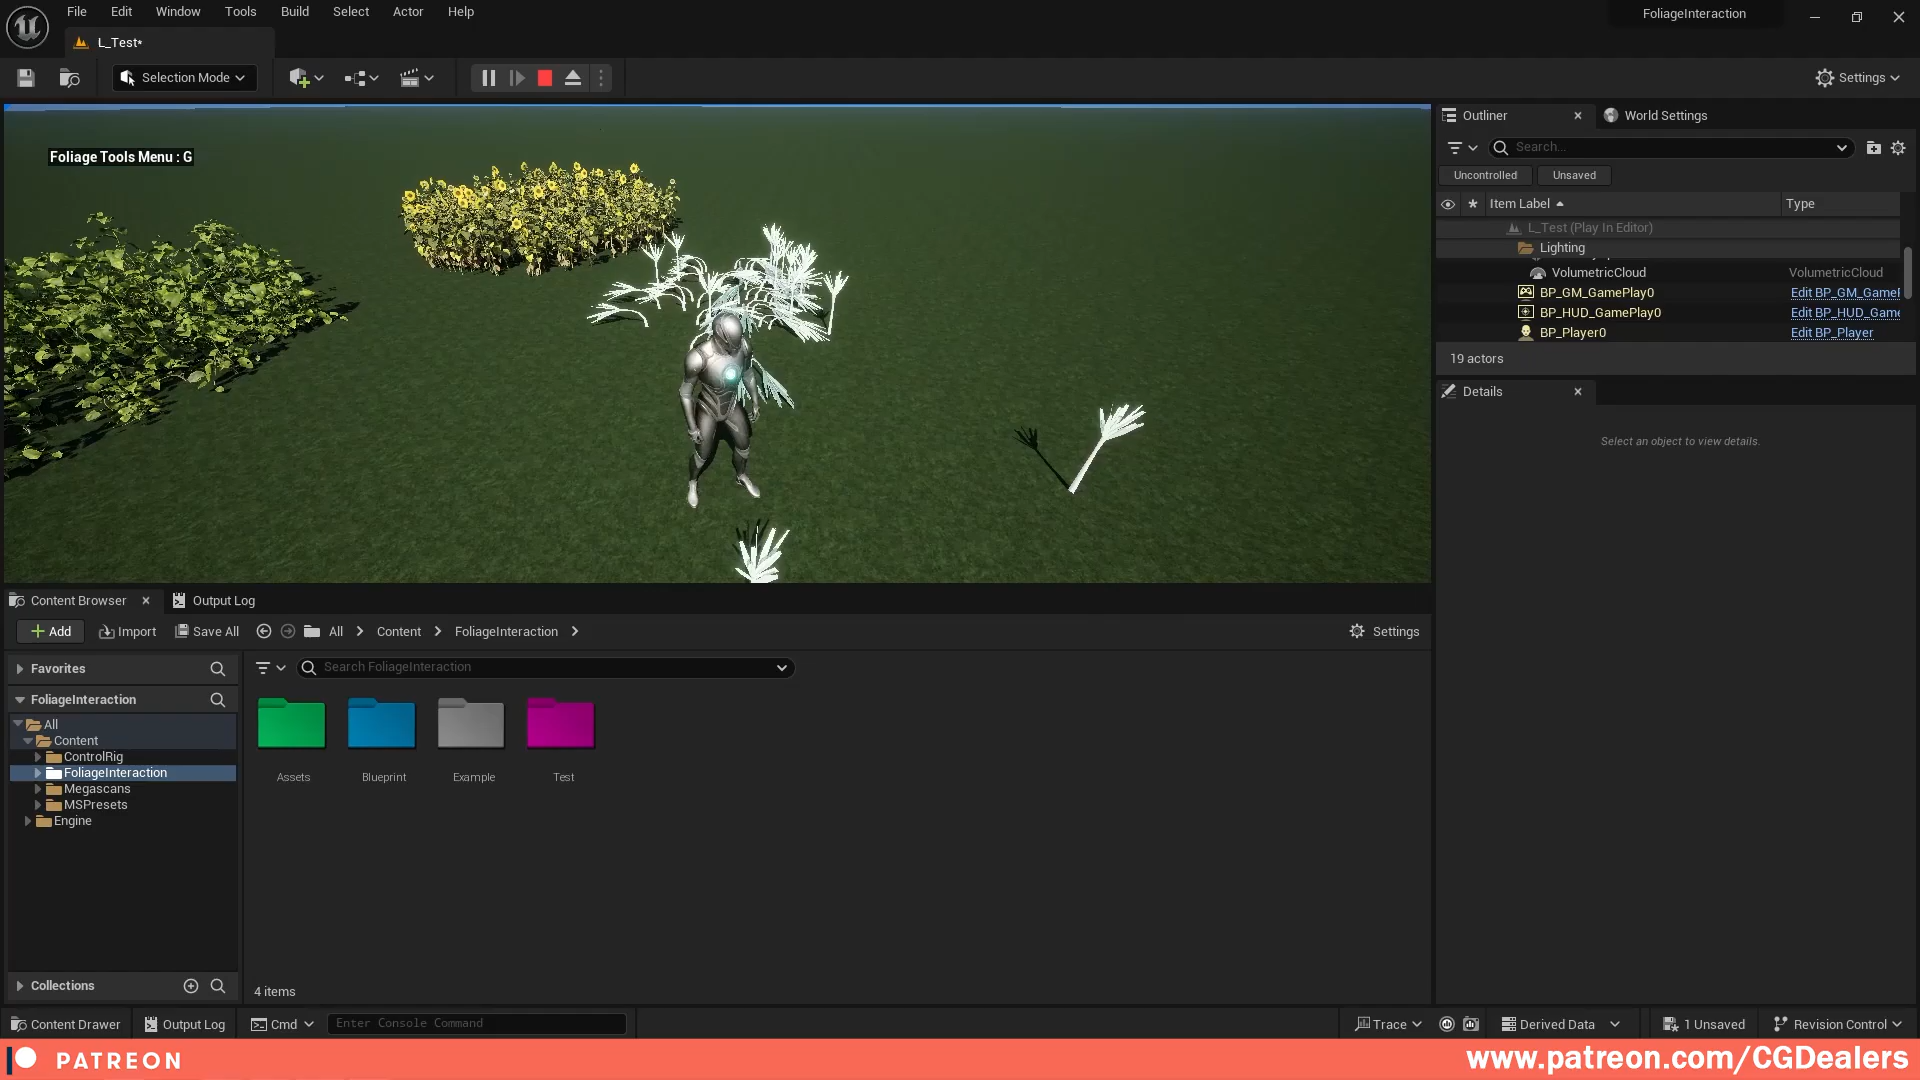 File Edit Window Tools Build Select Actor Help
FoliageInteraction
L_Test*
Selection Mode
Settings
Foliage Tools Menu : G
Outliner
World Settings
Search...
Uncontrolled Unsaved
Item Label Type
L_Test (Play In Editor)
Lighting
VolumetricCloud VolumetricCloud
BP_GM_GamePlay0 Edit BP_GM_Game
BP_HUD_GamePlay0 Edit BP_HUD_Game
BP_Player0 Edit BP_Player
19 actors
Details
Select an object to view details.
Content Browser
Output Log
Add Import Save All All Content FoliageInteraction
Settings
Favorites
Search FoliageInteraction
FoliageInteraction
All
Content
ControlRig
FoliageInteraction
Megascans
MSPresets
Engine
Assets Blueprint Example Test
Collections
4 items
Content Drawer Output Log Cmd Enter Console Command
Trace Derived Data 1 Unsaved Revision Control
PATREON
www.patreon.com/CGDealers